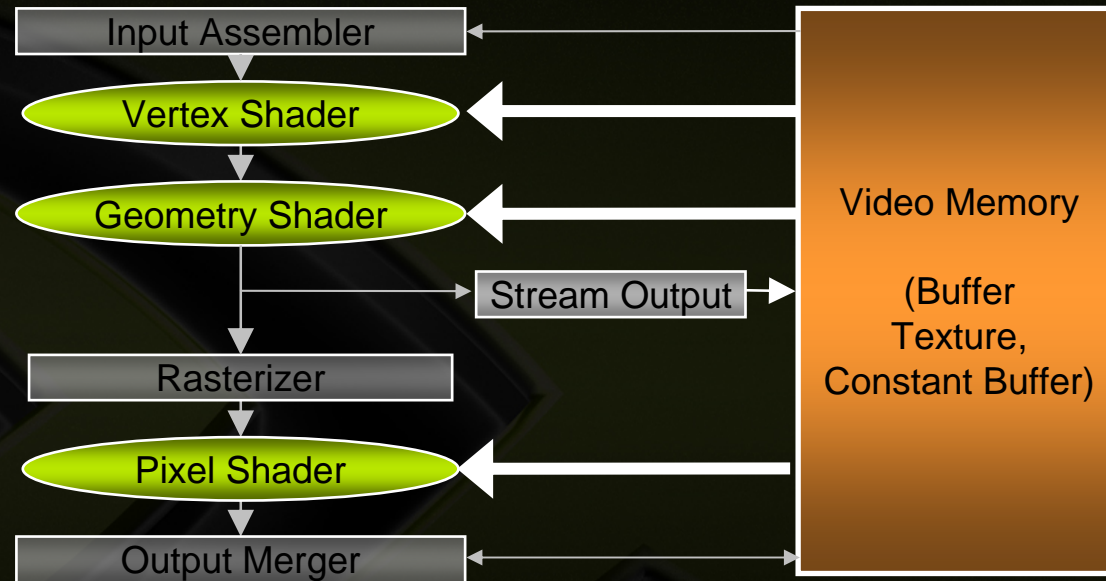 Input Assembler
Vertex Shader
Geometry Shader
Stream Output
Rasterizer
Pixel Shader
Output Merger
Video Memory
(Buffer
Texture,
Constant Buffer)